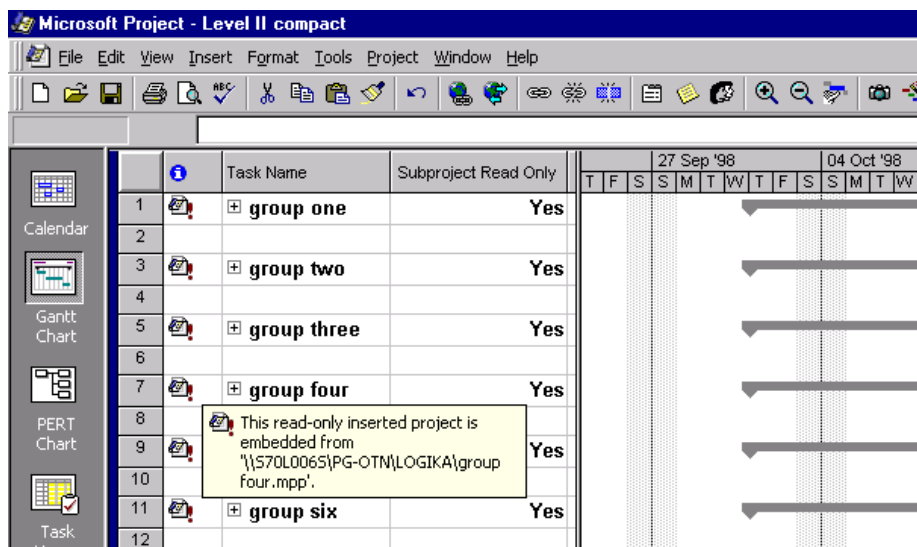 Microsoft Project - Level II compact
File Edit View Insert Format Tools Project Window Help
ABC
Task Name Subproject Read Only
27 Sep '98 04 Oct '98
T F S S M T W T F S S M T W
1 group one Yes
2
3 group two Yes
4
5 group three Yes
6
7 group four Yes
8
9 Yes
10
11 group six Yes
12
This read-only inserted project is
embedded from
'\\S70L0065\PG-OTN\LOGIKA\group
four.mpp'.
Calendar
Gantt
Chart
PERT
Chart
Task